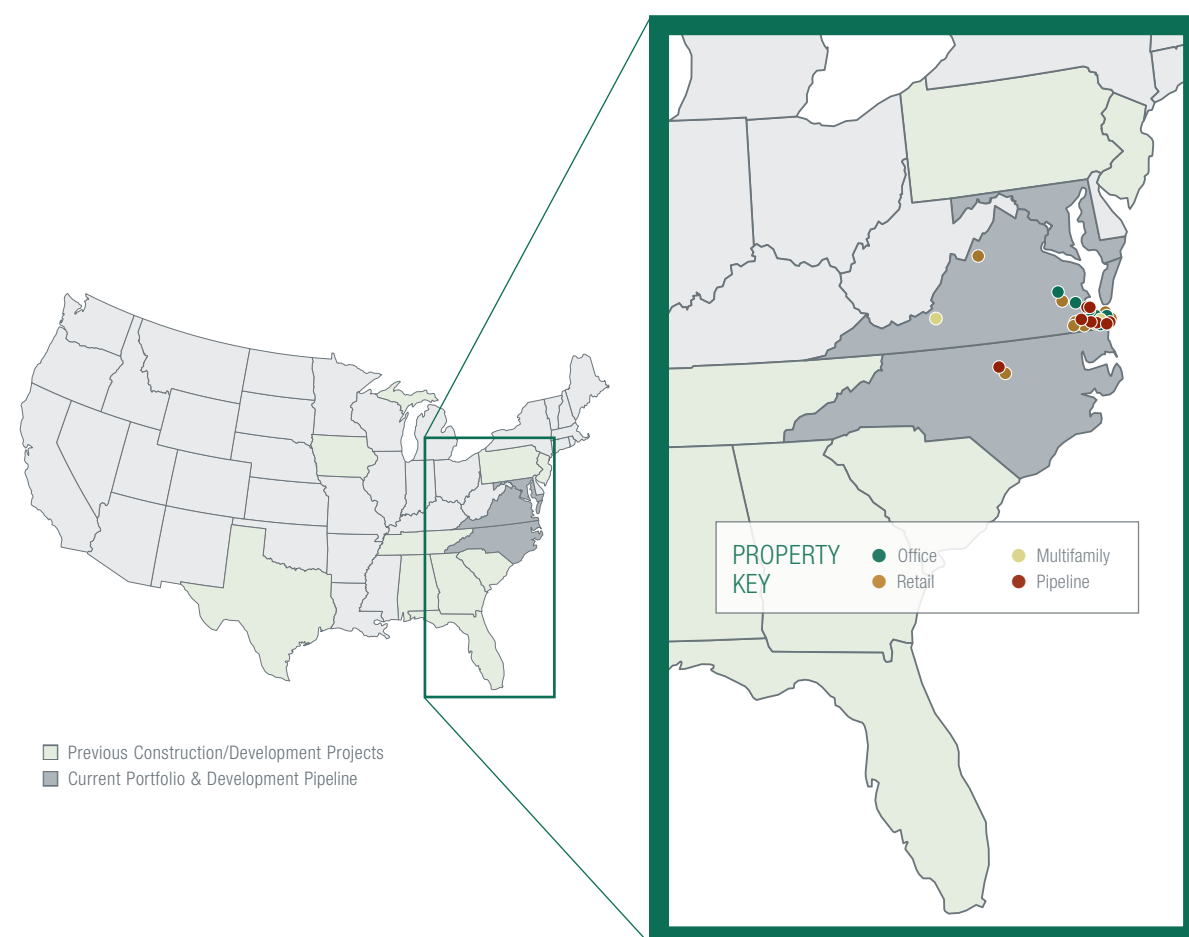 Previous Construction/Development Projects
Current Portfolio & Development Pipeline
PROPERTY
KEY
Office
Retail
Multifamily
Pipeline